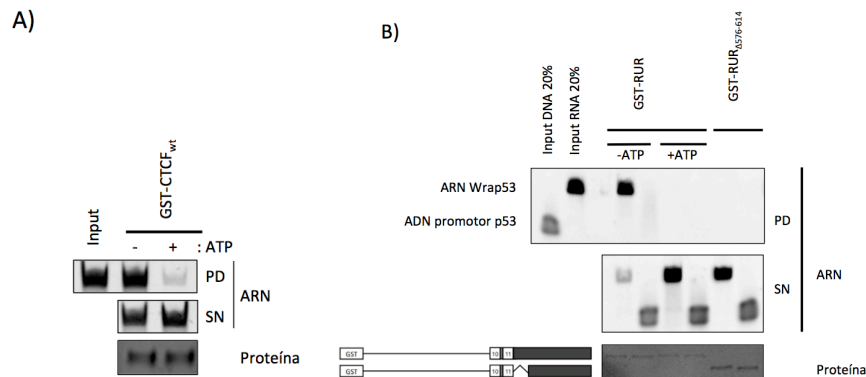 A)
GST-CTCFwt
Input
- + : ATP
PD
SN
ARN
Proteína
B)
Input DNA 20%
Input RNA 20%
GST-RUR
GST-RURΔ576-614
-ATP +ATP
ARN Wrap53
ADN promotor p53
PD
SN
ARN
GST 10 11
GST 10 11
Proteína